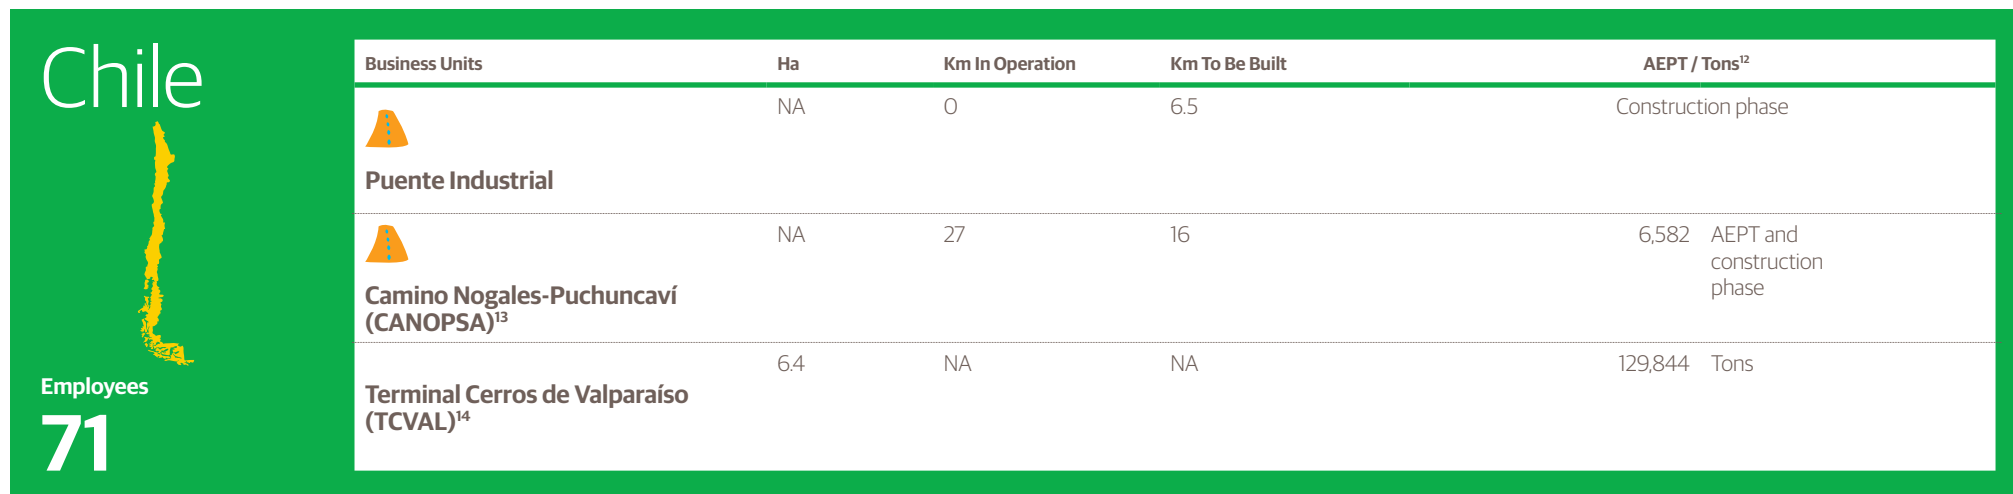 Chile
Employees
71
Business Units Ha Km In Operation Km To Be Built AEPT / Tons12
NA 0 6.5 Construction phase
Puente Industrial
NA 27 16 6,582 AEPT and
construction
phase
Camino Nogales-Puchuncaví
(CANOPSA)13
6.4 NA NA 129,844 Tons
Terminal Cerros de Valparaíso
(TCVAL)14